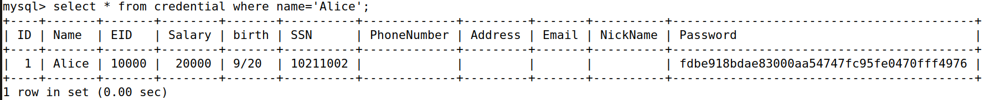 mysql> select * from credential where name='Alice';
+----+-------+-------+--------+-------+----------+-------------+---------+-------+----------+------------------------------------------+
| ID | Name  | EID   | Salary | birth | SSN      | PhoneNumber | Address | Email | NickName | Password                                 |
+----+-------+-------+--------+-------+----------+-------------+---------+-------+----------+------------------------------------------+
|  1 | Alice | 10000 |  20000 | 9/20  | 10211002 |             |         |       |          | fdbe918bdae83000aa54747fc95fe0470fff4976 |
+----+-------+-------+--------+-------+----------+-------------+---------+-------+----------+------------------------------------------+
1 row in set (0.00 sec)